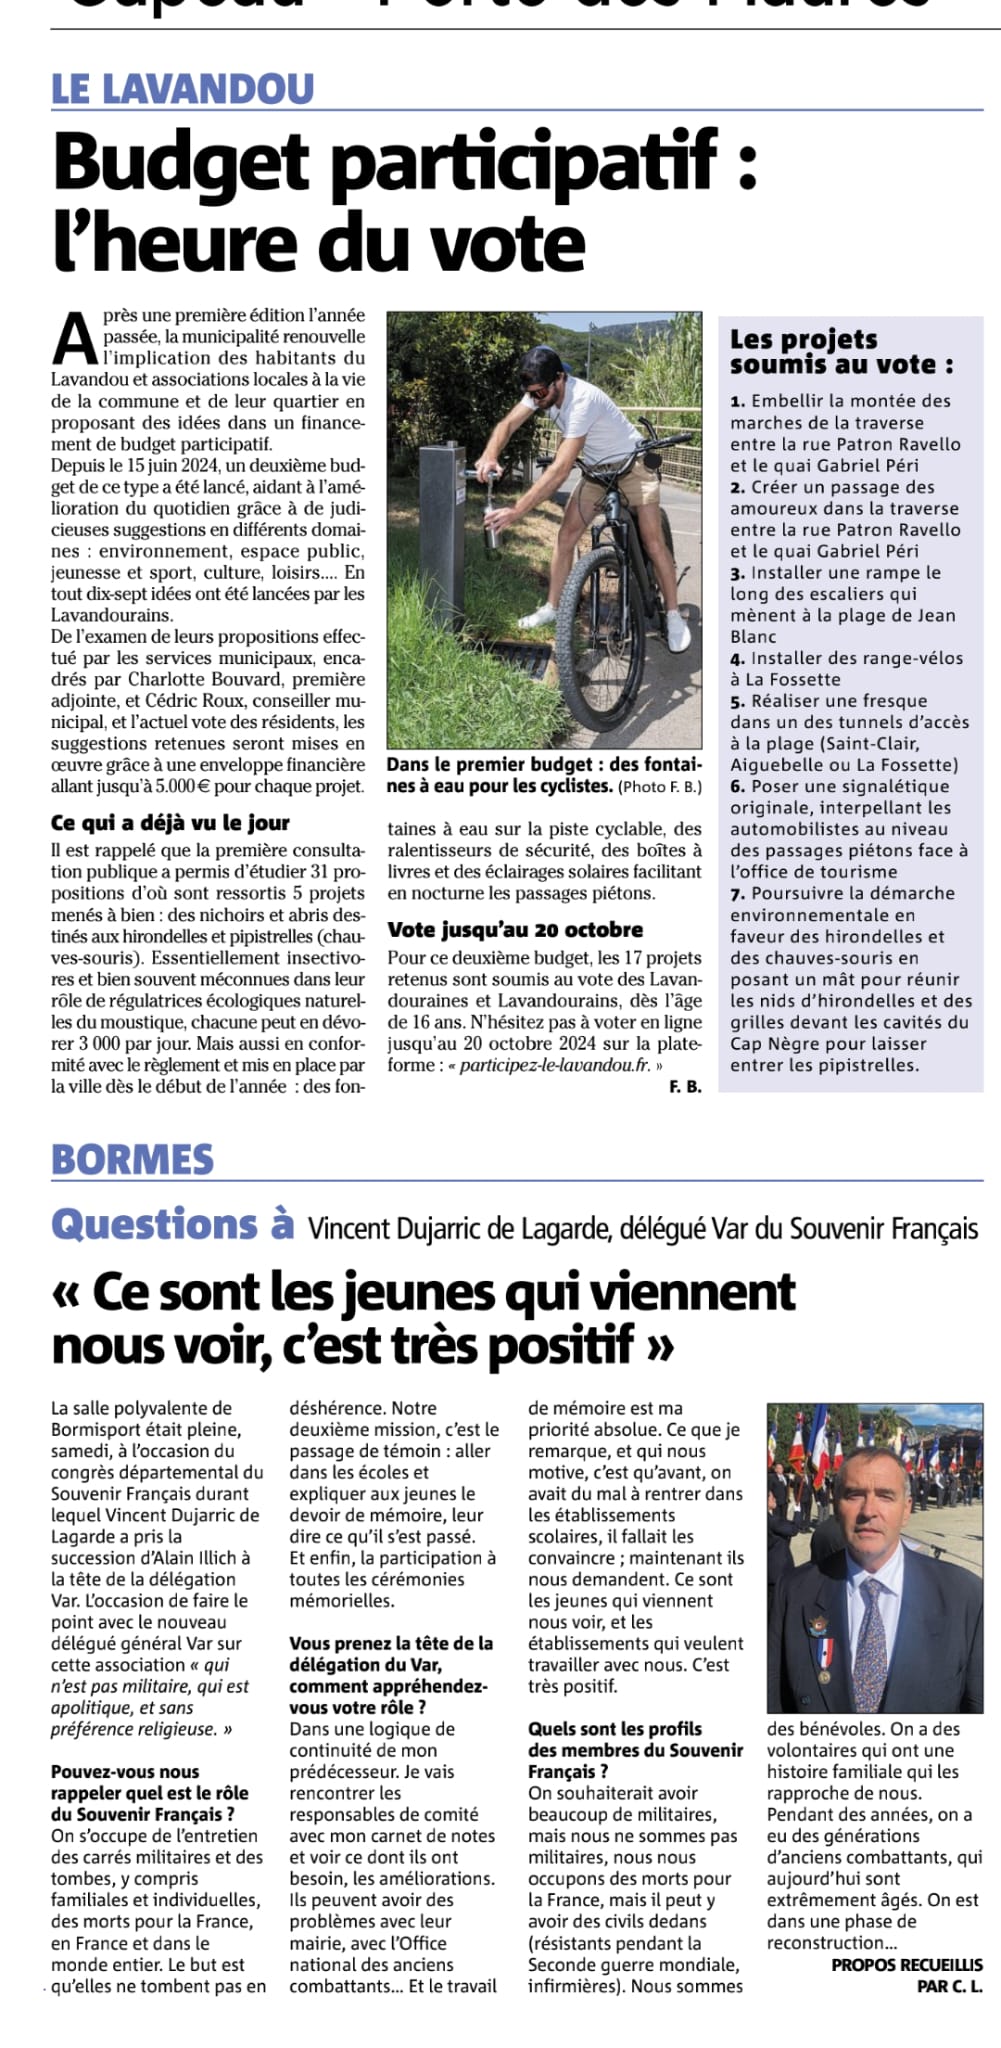 LE LAVANDOU
Budget participatif :
l’heure du vote
Après une première édition l’année
passée, la municipalité renouvelle
l’implication des habitants du
Lavandou et associations locales à la vie
de la commune et de leur quartier en
proposant des idées dans un finance-
ment de budget participatif.
Depuis le 15 juin 2024, un deuxième bud-
get de ce type a été lancé, aidant à l’amé-
lioration du quotidien grâce à de judi-
cieuses suggestions en différents domai-
nes : environnement, espace public,
jeunesse et sport, culture, loisirs.... En
tout dix-sept idées ont été lancées par les
Lavandourains.
De l’examen de leurs propositions effec-
tué par les services municipaux, enca-
drés par Charlotte Bouvard, première
adjointe, et Cédric Roux, conseiller mu-
nicipal, et l’actuel vote des résidents, les
suggestions retenues seront mises en
œuvre grâce à une enveloppe financière
allant jusqu’à 5.000 € pour chaque projet.
Ce qui a déjà vu le jour
Il est rappelé que la première consulta-
tion publique a permis d’étudier 31 pro-
positions d’où sont ressortis 5 projets
menés à bien : des nichoirs et abris des-
tinés aux hirondelles et pipistrelles (chau-
ves-souris). Essentiellement insectivo-
res et bien souvent méconnues dans leur
rôle de régulatrices écologiques naturel-
les du moustique, chacune peut en dévo-
rer 3 000 par jour. Mais aussi en confor-
mité avec le règlement et mis en place par
la ville dès le début de l’année : des fon-
Dans le premier budget : des fontai-
nes à eau pour les cyclistes. (Photo F. B.)
taines à eau sur la piste cyclable, des
ralentisseurs de sécurité, des boîtes à
livres et des éclairages solaires facilitant
en nocturne les passages piétons.
Vote jusqu’au 20 octobre
Pour ce deuxième budget, les 17 projets
retenus sont soumis au vote des Lavan-
douraines et Lavandourains, dès l’âge
de 16 ans. N’hésitez pas à voter en ligne
jusqu’au 20 octobre 2024 sur la plate-
forme : « participez-le-lavandou.fr. »
F. B.
Les projets
soumis au vote :
1. Embellir la montée des
marches de la traverse
entre la rue Patron Ravello
et le quai Gabriel Péri
2. Créer un passage des
amoureux dans la traverse
entre la rue Patron Ravello
et le quai Gabriel Péri
3. Installer une rampe le
long des escaliers qui
mènent à la plage de Jean
Blanc
4. Installer des range-vélos
à La Fossette
5. Réaliser une fresque
dans un des tunnels d’accès
à la plage (Saint-Clair,
Aiguebelle ou La Fossette)
6. Poser une signalétique
originale, interpellant les
automobilistes au niveau
des passages piétons face à
l’office de tourisme
7. Poursuivre la démarche
environnementale en
faveur des hirondelles et
des chauves-souris en
posant un mât pour réunir
les nids d’hirondelles et des
grilles devant les cavités du
Cap Nègre pour laisser
entrer les pipistrelles.
BORMES
Questions à Vincent Dujarric de Lagarde, délégué Var du Souvenir Français
« Ce sont les jeunes qui viennent
nous voir, c’est très positif »
La salle polyvalente de
Bormisport était pleine,
samedi, à l’occasion du
congrès départemental du
Souvenir Français durant
lequel Vincent Dujarric de
Lagarde a pris la
succession d’Alain Illich à
la tête de la délégation
Var. L’occasion de faire le
point avec le nouveau
délégué général Var sur
cette association « qui
n’est pas militaire, qui est
apolitique, et sans
préférence religieuse. »
Pouvez-vous nous
rappeler quel est le rôle
du Souvenir Français ?
On s’occupe de l’entretien
des carrés militaires et des
tombes, y compris
familiales et individuelles,
des morts pour la France,
en France et dans le
monde entier. Le but est
qu’elles ne tombent pas en
déshérence. Notre
deuxième mission, c’est le
passage de témoin : aller
dans les écoles et
expliquer aux jeunes le
devoir de mémoire, leur
dire ce qu’il s’est passé.
Et enfin, la participation à
toutes les cérémonies
mémorielles.
Vous prenez la tête de la
délégation du Var,
comment appréhendez-
vous votre rôle ?
Dans une logique de
continuité de mon
prédécesseur. Je vais
rencontrer les
responsables de comité
avec mon carnet de notes
et voir ce dont ils ont
besoin, les améliorations.
Ils peuvent avoir des
problèmes avec leur
mairie, avec l’Office
national des anciens
combattants... Et le travail
de mémoire est ma
priorité absolue. Ce que je
remarque, et qui nous
motive, c’est qu’avant, on
avait du mal à rentrer dans
les établissements
scolaires, il fallait les
convaincre ; maintenant ils
nous demandent. Ce sont
les jeunes qui viennent
nous voir, et les
établissements qui veulent
travailler avec nous. C’est
très positif.
Quels sont les profils
des membres du Souvenir
Français ?
On souhaiterait avoir
beaucoup de militaires,
mais nous ne sommes pas
militaires, nous nous
occupons des morts pour
la France, mais il peut y
avoir des civils dedans
(résistants pendant la
Seconde guerre mondiale,
infirmières). Nous sommes
des bénévoles. On a des
volontaires qui ont une
histoire familiale qui les
rapproche de nous.
Pendant des années, on a
eu des générations
d’anciens combattants, qui
aujourd’hui sont
extrêmement âgés. On est
dans une phase de
reconstruction...
PROPOS RECUEILLIS
PAR C. L.